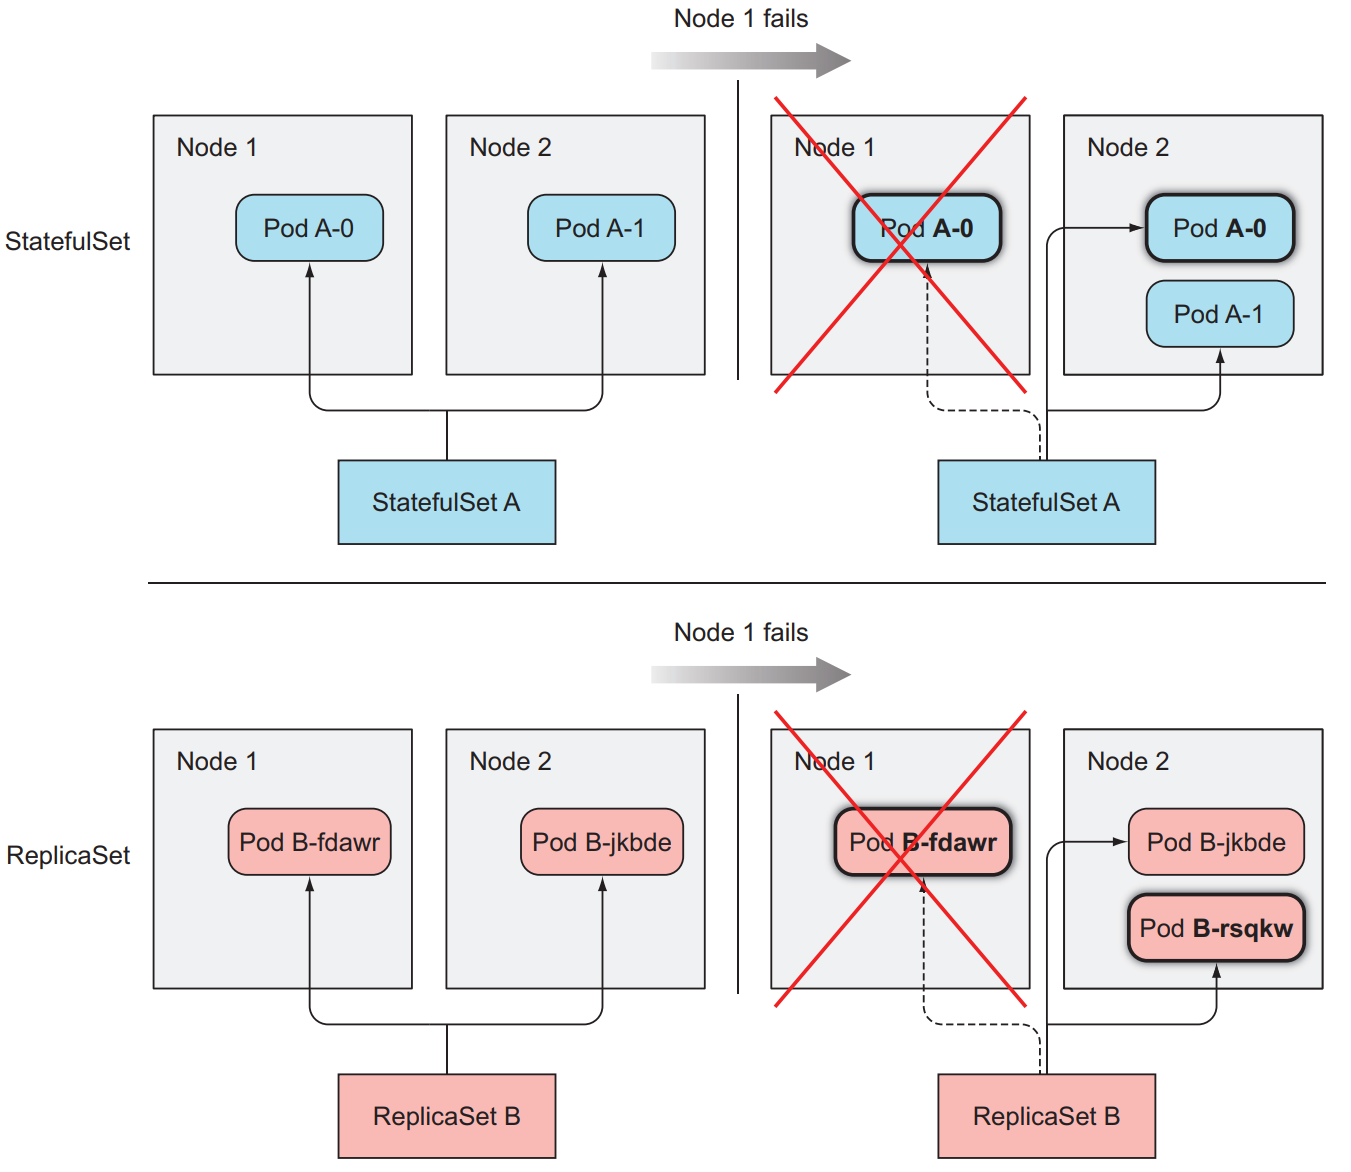 Node 1 fails
Node 1
Node 2
Node 1
Node 2
Pod A-0
Pod A-1
Pod A-0
Pod A-0
StatefulSet
Pod A-1
StatefulSet A
StatefulSet A
Node 1 fails
Node 1
Node 2
Node 1
Node 2
Pod B-fdawr
Pod B-jkbde
Pod B-fdawr
Pod B-jkbde
ReplicaSet
Pod B-rsqkw
ReplicaSet B
ReplicaSet B